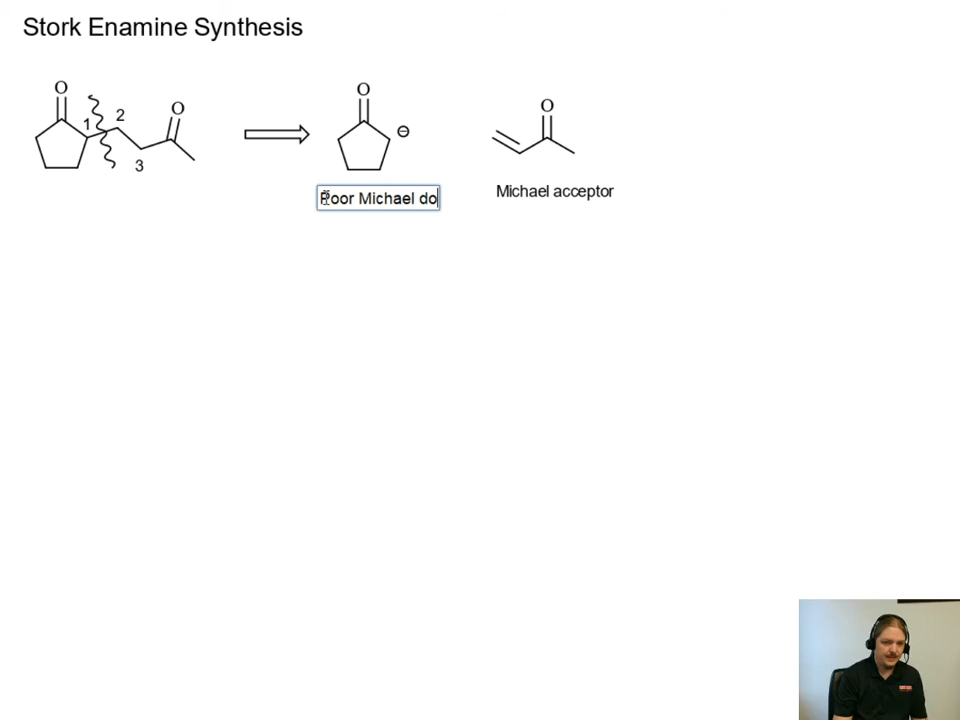 Stork Enamine Synthesis
O
1
2
3
O
O
⊖
O
Poor Michael do
Michael acceptor